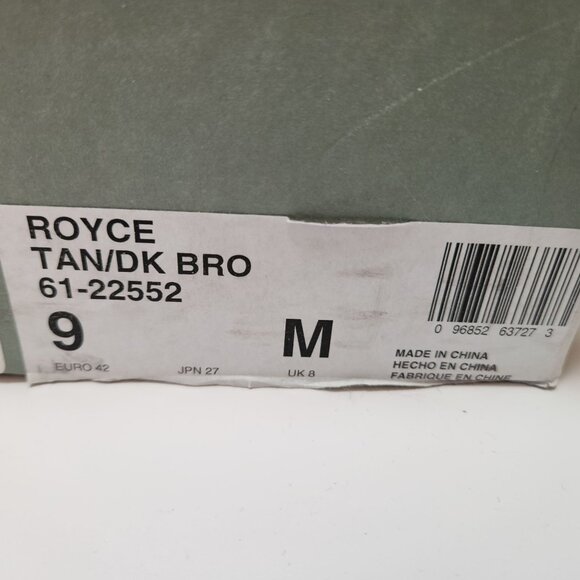 ROYCE
TAN/DK BRO
61-22552
9 M
EURO 42 JPN 27 UK 8
0 96852 63727 3
MADE IN CHINA
HECHO EN CHINA
FABRIQUE EN CHINE